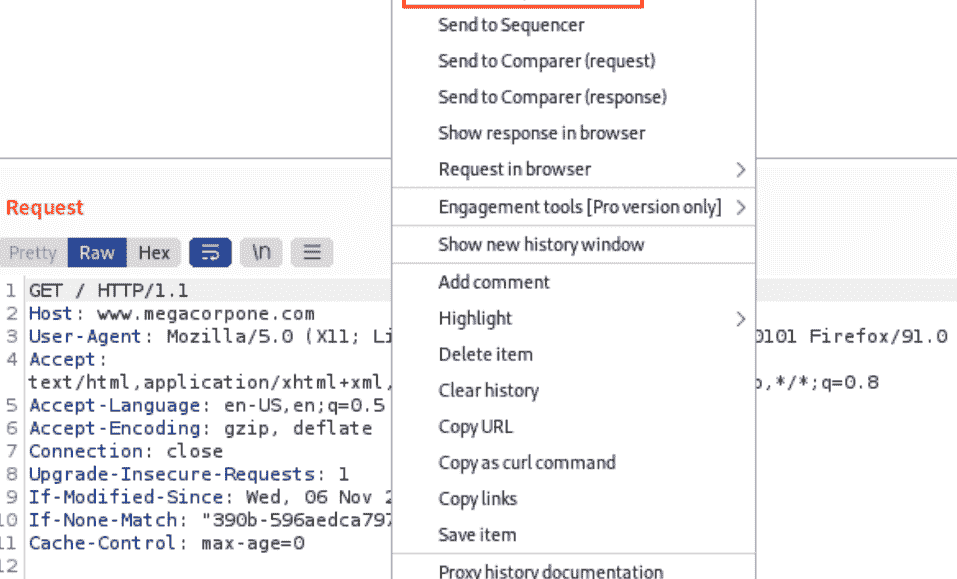 Send to Sequencer
Send to Comparer (request)
Send to Comparer (response)
Show response in browser
Request in browser
Engagement tools [Pro version only]
Show new history window
Add comment
Highlight
Delete item
Clear history
Copy URL
Copy as curl command
Copy links
Save item
Proxy history documentation
Request
Pretty Raw Hex \n
1 GET / HTTP/1.1
2 Host: www.megacorpone.com
3 User-Agent: Mozilla/5.0 (X11; Li 0101 Firefox/91.0
4 Accept:
text/html,application/xhtml+xml, ,*/*;q=0.8
5 Accept-Language: en-US,en;q=0.5
6 Accept-Encoding: gzip, deflate
7 Connection: close
8 Upgrade-Insecure-Requests: 1
9 If-Modified-Since: Wed, 06 Nov 2
10 If-None-Match: "390b-596aedca797
11 Cache-Control: max-age=0
12